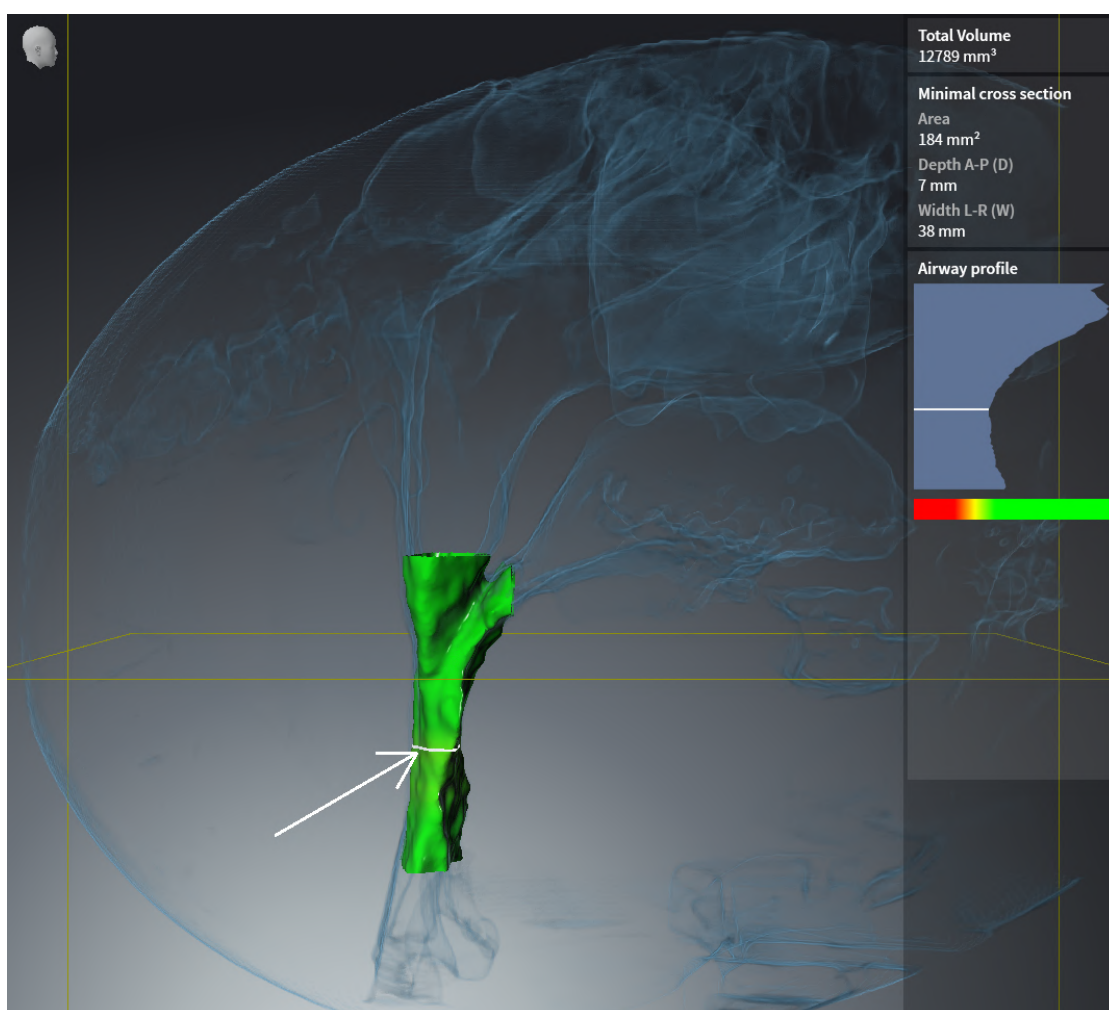 Total Volume
12789 mm³
Minimal cross section
Area
184 mm²
Depth A-P (D)
7 mm
Width L-R (W)
38 mm
Airway profile